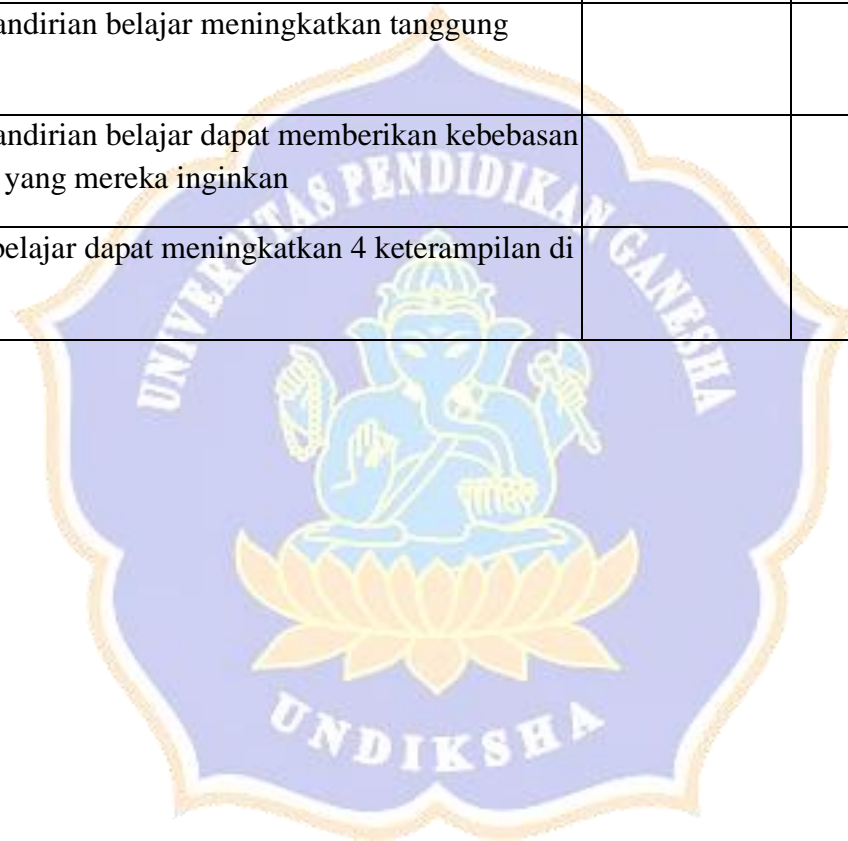 andirian belajar meningkatkan tanggung
andirian belajar dapat memberikan kebebasan
yang mereka inginkan
belajar dapat meningkatkan 4 keterampilan di
UNIVERSITAS PENDIDIKAN GANESHA
UNDIKSHA